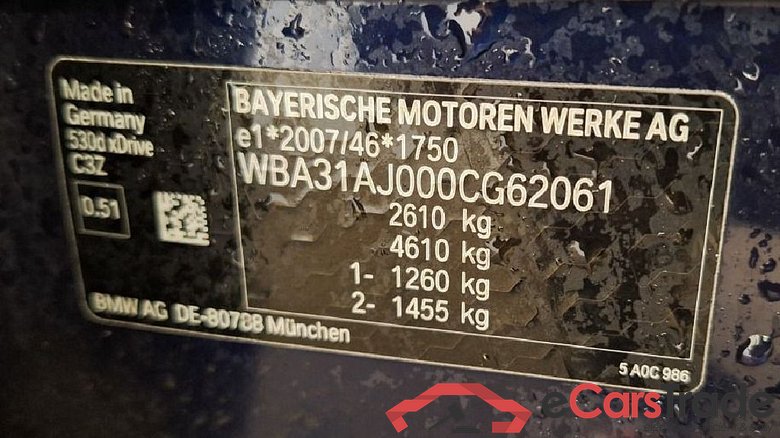 Made in
Germany
530d xDrive
C3Z
0.51
BAYERISCHE MOTOREN WERKE AG
e1*2007/46*1750
WBA31AJ000CG62061
2610 kg
4610 kg
1- 1260 kg
2- 1455 kg
BMW AG DE-80788 München
5 A0C 986
eCarsTrade